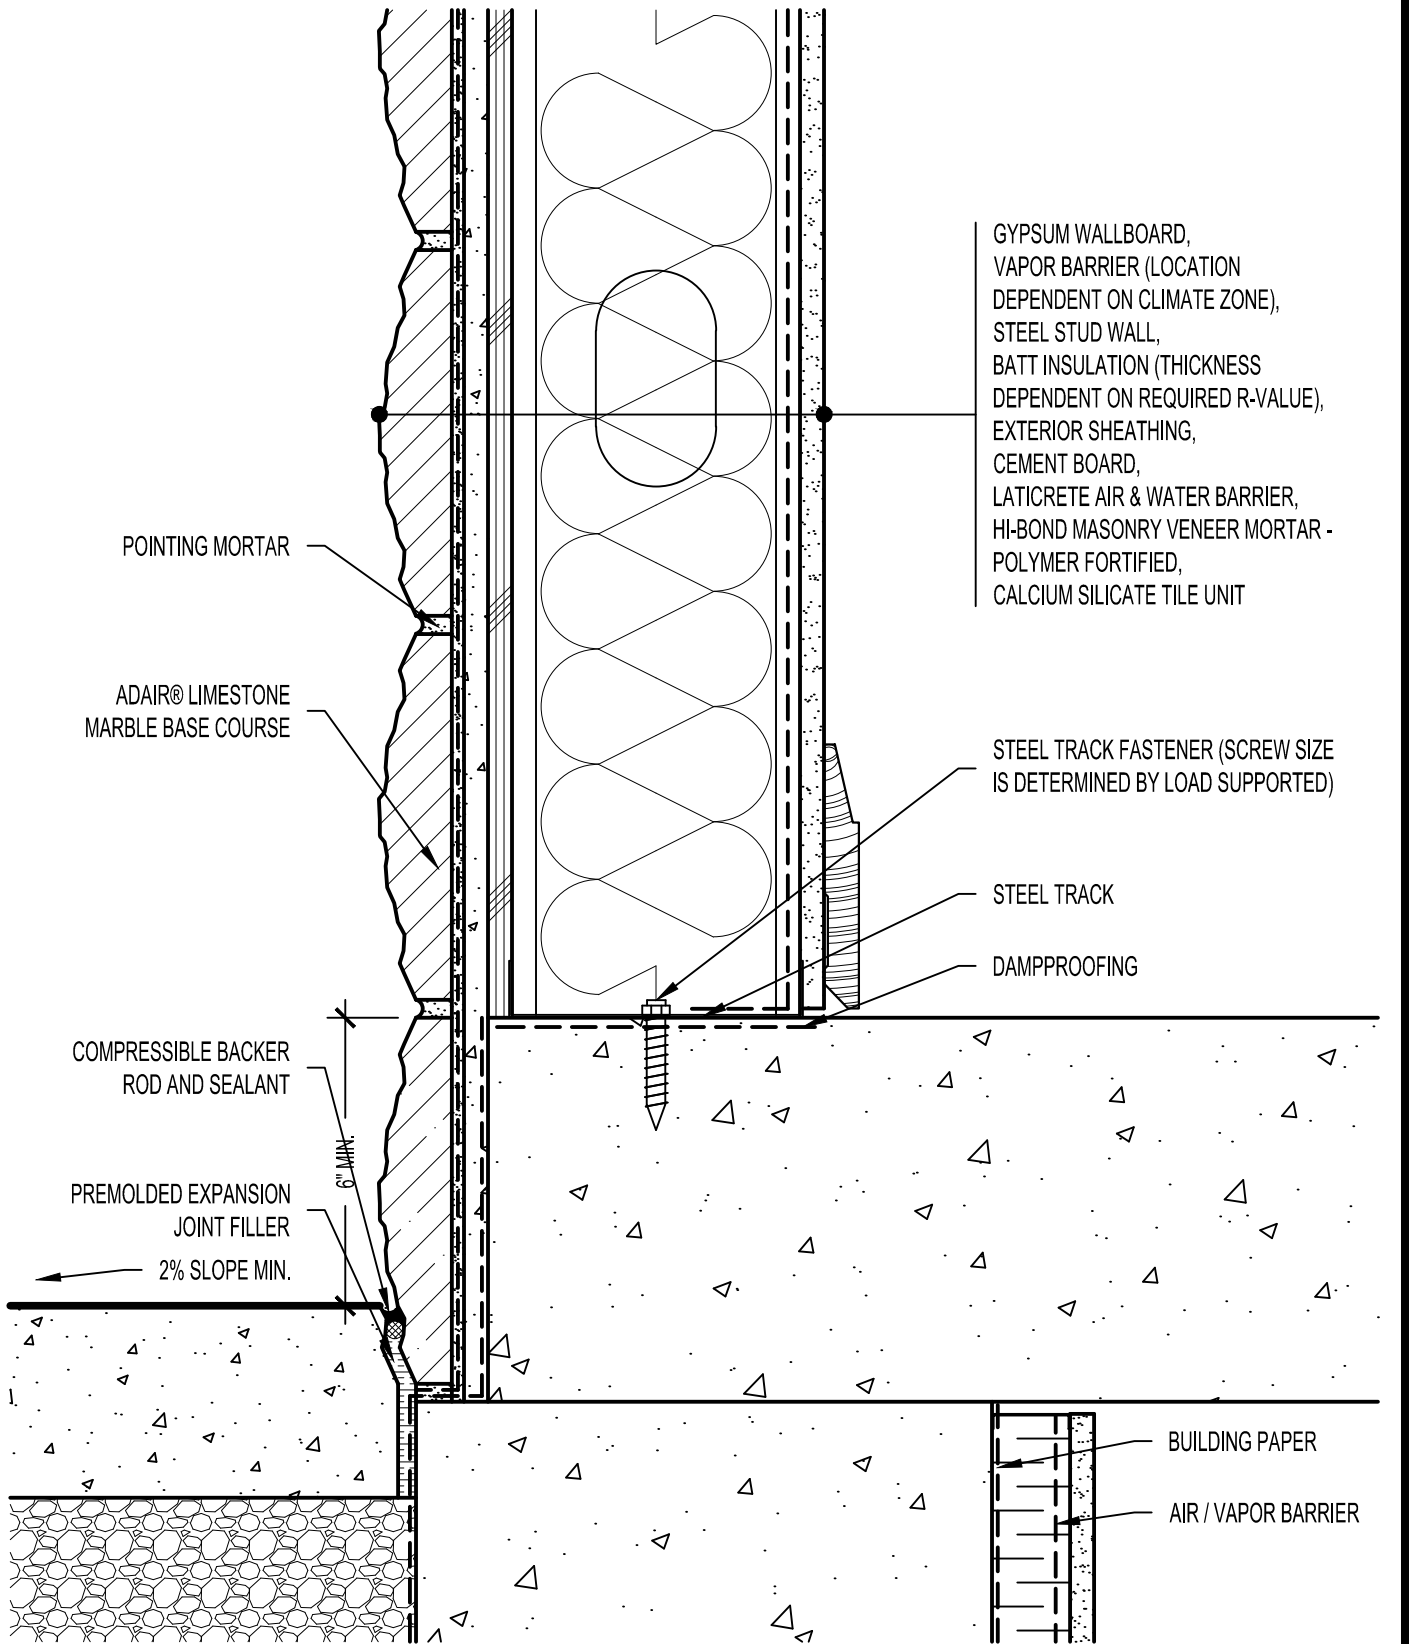 GYPSUM WALLBOARD,
VAPOR BARRIER (LOCATION
DEPENDENT ON CLIMATE ZONE),
STEEL STUD WALL,
BATT INSULATION (THICKNESS
DEPENDENT ON REQUIRED R-VALUE),
EXTERIOR SHEATHING,
CEMENT BOARD,
LATICRETE AIR & WATER BARRIER,
HI-BOND MASONRY VENEER MORTAR -
POLYMER FORTIFIED,
CALCIUM SILICATE TILE UNIT
POINTING MORTAR
ADAIR® LIMESTONE
MARBLE BASE COURSE
STEEL TRACK FASTENER (SCREW SIZE
IS DETERMINED BY LOAD SUPPORTED)
STEEL TRACK
DAMPPROOFING
COMPRESSIBLE BACKER
ROD AND SEALANT
6" MIN.
PREMOLDED EXPANSION
JOINT FILLER
2% SLOPE MIN.
BUILDING PAPER
AIR / VAPOR BARRIER